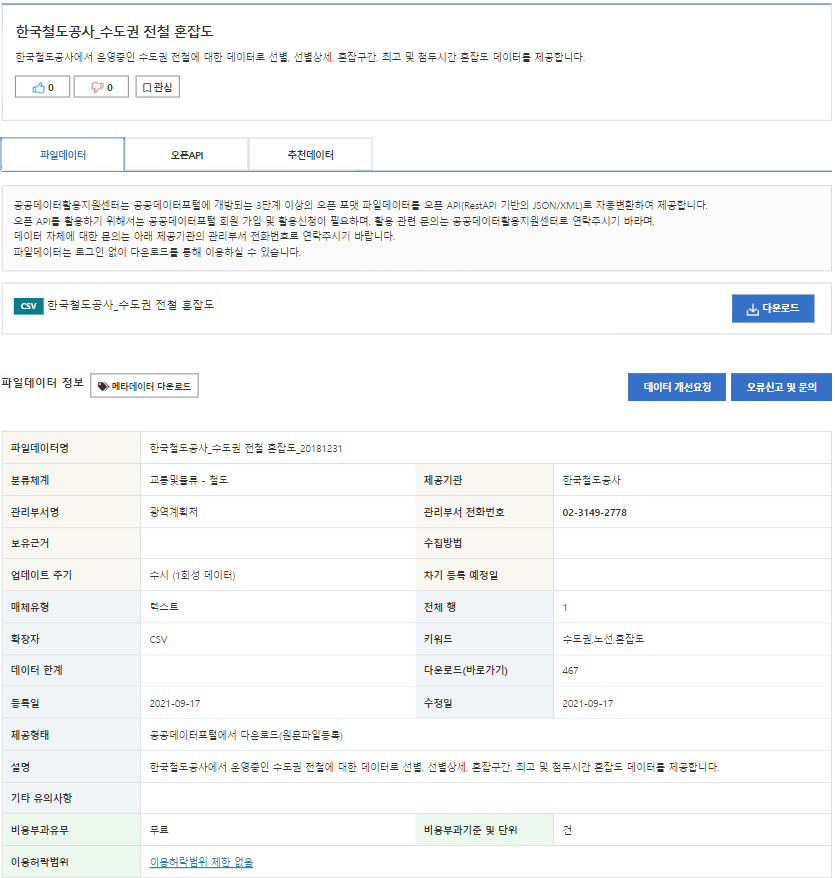 한국철도공사_수도권 전철 혼잡도
한국철도공사에서 운영중인 수도권 전철에 대한 데이터로 선별, 선별상세, 혼잡구간, 최고 및 첨두시간 혼잡도 데이터를 제공합니다.
0 0 관심
파일데이터 오픈API 추천데이터
공공데이터활용지원센터는 공공데이터포털에 개방되는 3단계 이상의 오픈 포맷 파일데이터를 오픈 API(RestAPI 기반의 JSON/XML)로 자동변환하여 제공합니다.
오픈 API를 활용하기 위해서는 공공데이터포털 회원 가입 및 활용신청이 필요하며, 활용 관련 문의는 공공데이터활용지원센터로 연락주시기 바라며,
데이터 자체에 대한 문의는 아래 제공기관의 관리부서 전화번호로 연락주시기 바랍니다.
파일데이터는 로그인 없이 다운로드를 통해 이용하실 수 있습니다.
CSV 한국철도공사_수도권 전철 혼잡도 다운로드
파일데이터 정보 메타데이터 다운로드 데이터 개선요청 오류신고 및 문의
파일데이터명 한국철도공사_수도권 전철 혼잡도_20181231
분류체계 교통및물류 - 철도 제공기관 한국철도공사
관리부서명 광역계획처 관리부서 전화번호 02-3149-2778
보유근거 수집방법
업데이트 주기 수시 (1회성 데이터) 차기 등록 예정일
매체유형 텍스트 전체 행 1
확장자 CSV 키워드 수도권,노선,혼잡도
데이터 한계 다운로드(바로가기) 467
등록일 2021-09-17 수정일 2021-09-17
제공형태 공공데이터포털에서 다운로드(원문파일등록)
설명 한국철도공사에서 운영중인 수도권 전철에 대한 데이터로 선별, 선별상세, 혼잡구간, 최고 및 첨두시간 혼잡도 데이터를 제공합니다.
기타 유의사항
비용부과유무 무료 비용부과기준 및 단위 건
이용허락범위 이용허락범위 제한 없음